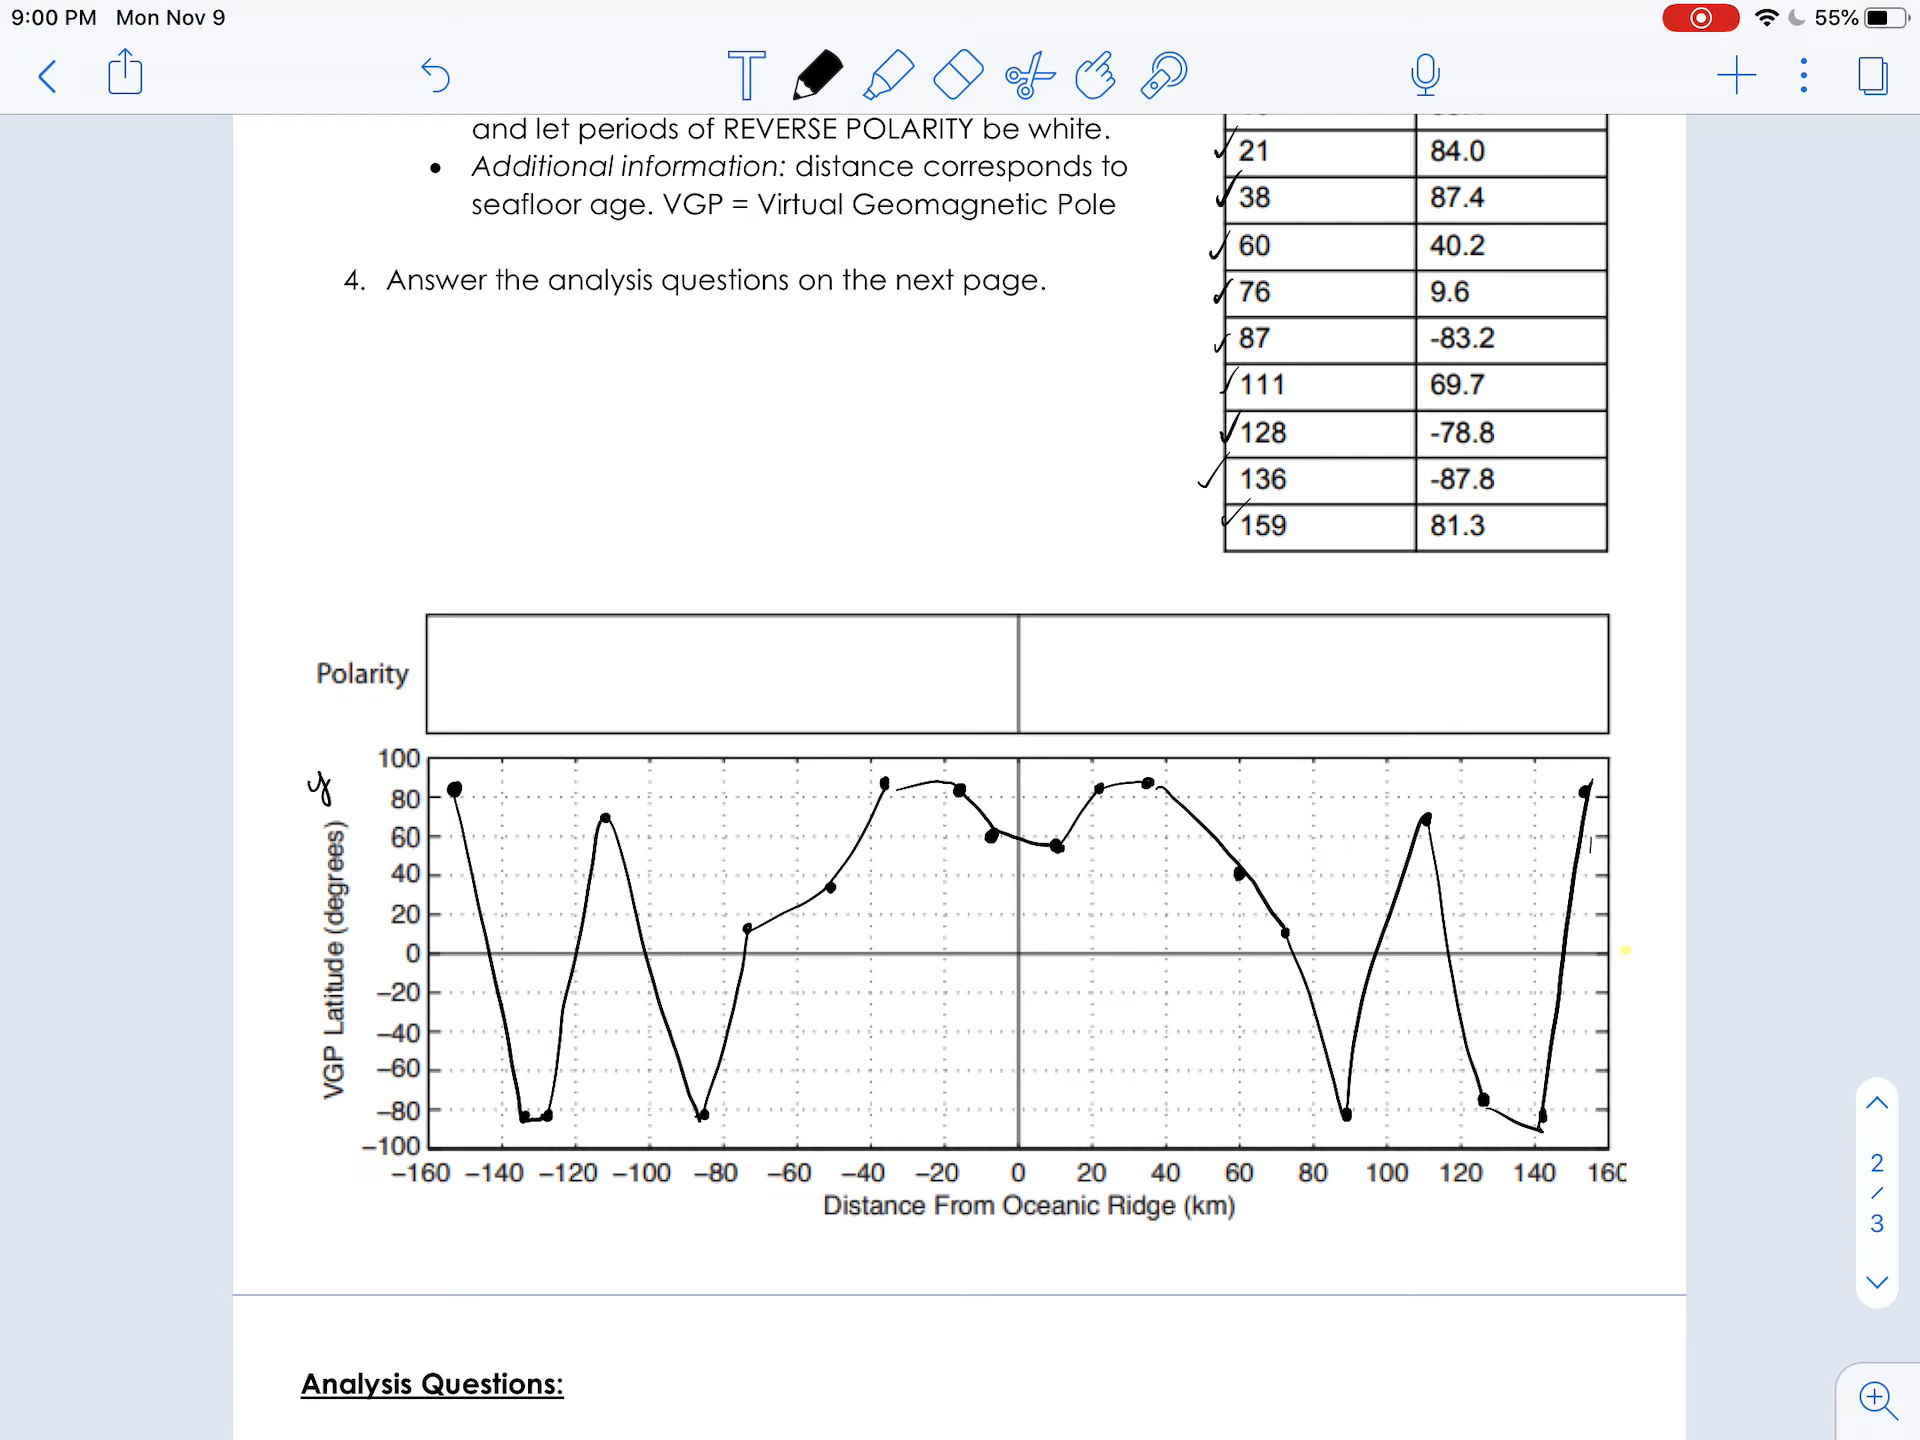 9:00 PM Mon Nov 9
55%
T
and let periods of REVERSE POLARITY be white.
• Additional information: distance corresponds to
seafloor age. VGP = Virtual Geomagnetic Pole
4. Answer the analysis questions on the next page.
21 84.0
38 87.4
60 40.2
76 9.6
87 -83.2
111 69.7
128 -78.8
136 -87.8
159 81.3
Polarity
y
VGP Latitude (degrees)
100
80
60
40
20
0
−20
−40
−60
−80
−100
−160 −140 −120 −100 −80 −60 −40 −20 0 20 40 60 80 100 120 140 160
Distance From Oceanic Ridge (km)
2
/
3
Analysis Questions: